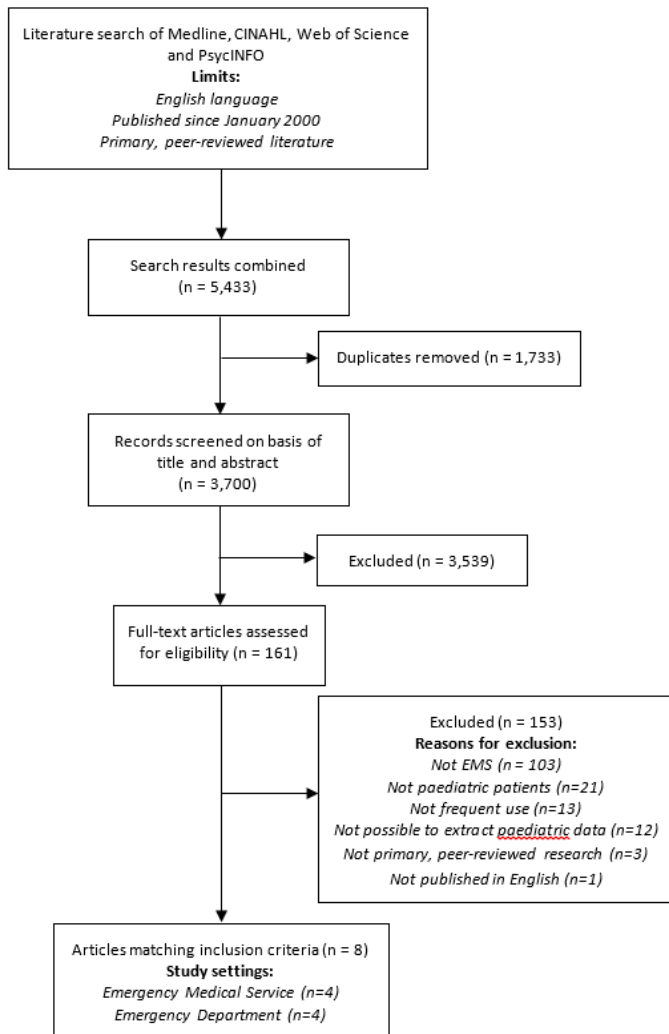 Literature search of Medline, CINAHL, Web of Science
and PsycINFO
Limits:
English language
Published since January 2000
Primary, peer-reviewed literature
Search results combined
(n = 5,433)
Duplicates removed (n = 1,733)
Records screened on basis of
title and abstract
(n = 3,700)
Excluded (n = 3,539)
Full-text articles assessed
for eligibility (n = 161)
Excluded (n = 153)
Reasons for exclusion:
Not EMS (n = 103)
Not paediatric patients (n=21)
Not frequent use (n=13)
Not possible to extract paediatric data (n=12)
Not primary, peer-reviewed research (n=3)
Not published in English (n=1)
Articles matching inclusion criteria (n = 8)
Study settings:
Emergency Medical Service (n=4)
Emergency Department (n=4)